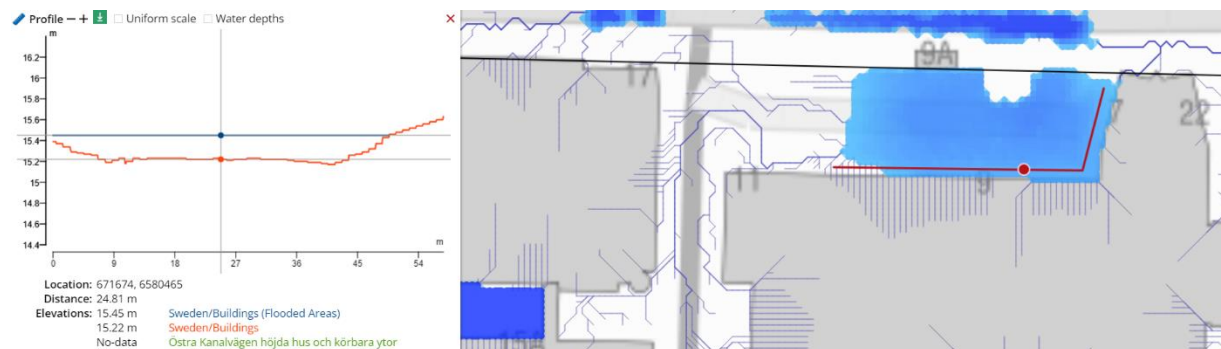 Profile
Uniform scale
Water depths
m
16.2
16
15.8
15.6
15.4
15.2
15
14.8
14.6
14.4
m
0 9 18 27 36 45 54
Location: 671674, 6580465
Distance: 24.81 m
Elevations: 15.45 m Sweden/Buildings (Flooded Areas)
15.22 m Sweden/Buildings
No-data Östra Kanalvägen höjda hus och körbara ytor
17
9A
7
22
11
9